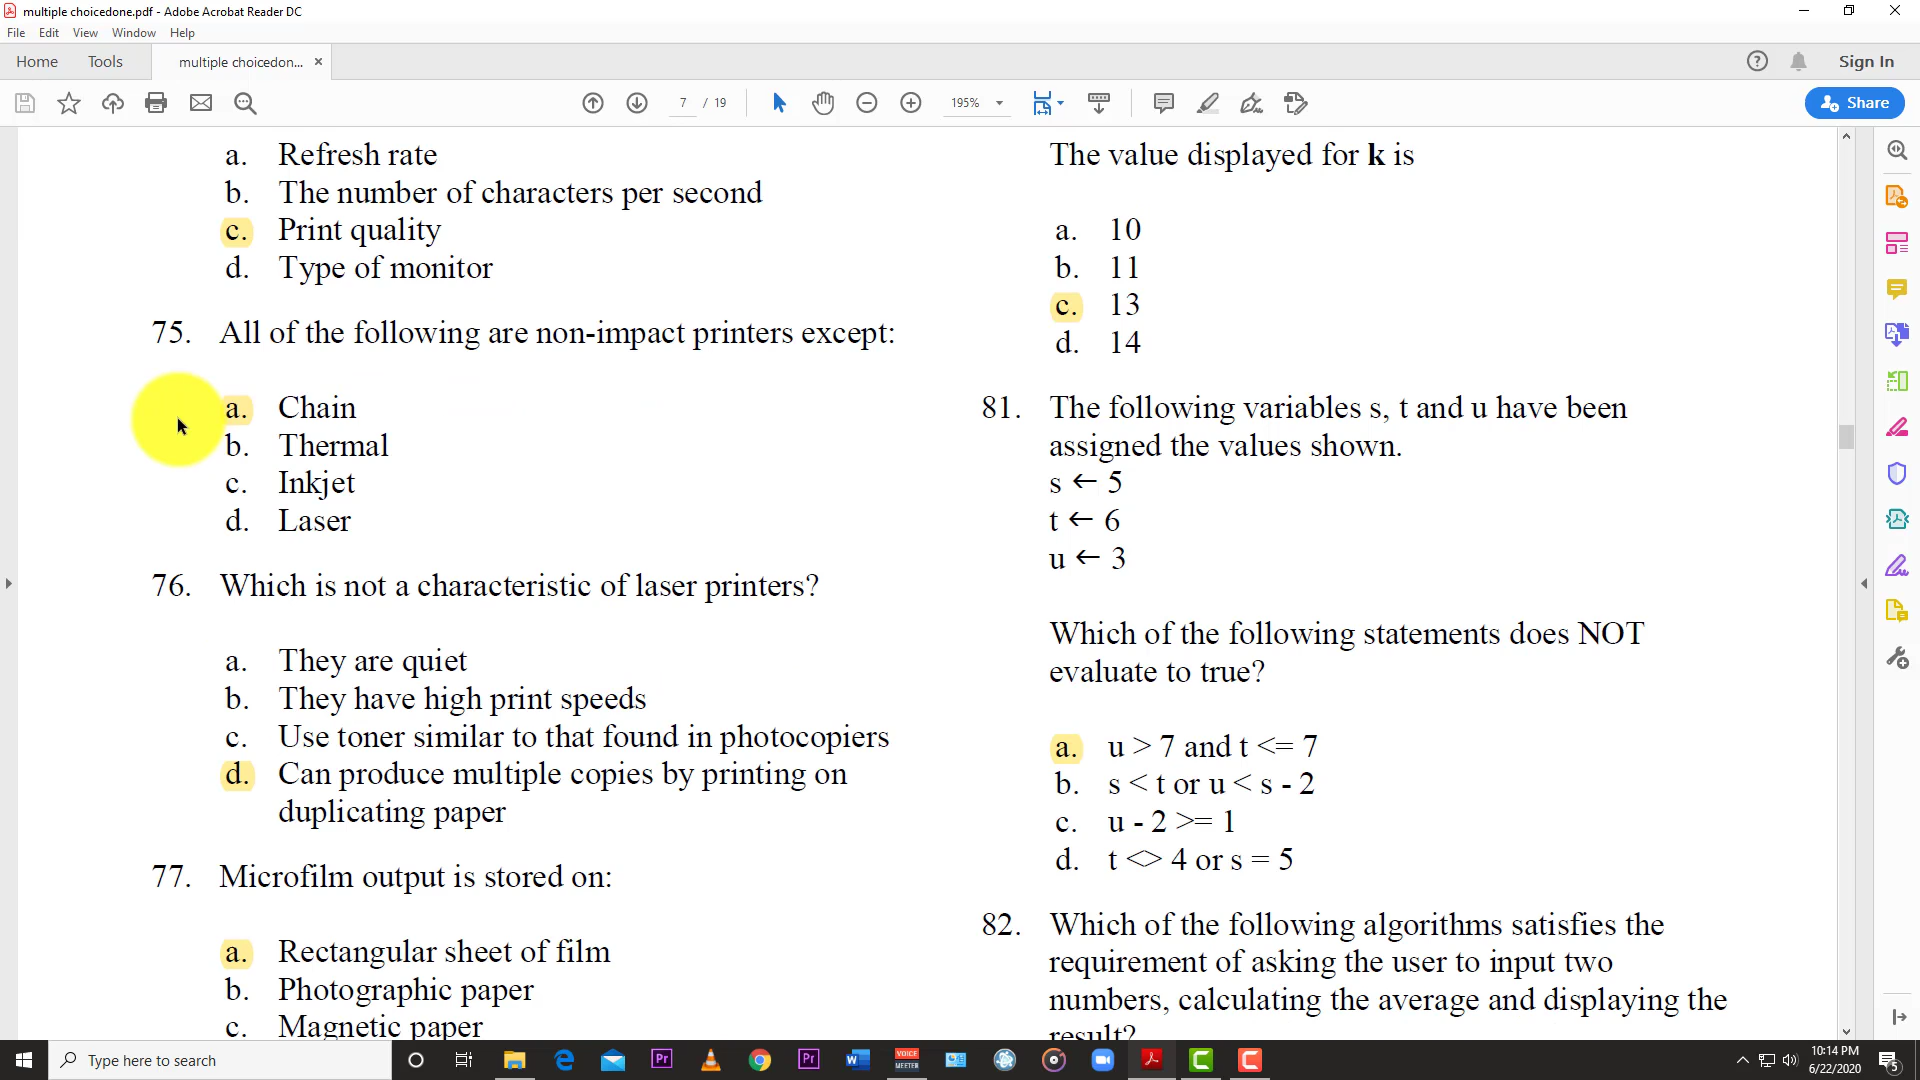 multiple choicedone.pdf - Adobe Acrobat Reader DC
File Edit View Window Help
Home Tools multiple choicedon... × Sign In
7 / 19 195% Share
a. Refresh rate
b. The number of characters per second
c. Print quality
d. Type of monitor
75. All of the following are non-impact printers except:
a. Chain
b. Thermal
c. Inkjet
d. Laser
76. Which is not a characteristic of laser printers?
a. They are quiet
b. They have high print speeds
c. Use toner similar to that found in photocopiers
d. Can produce multiple copies by printing on
duplicating paper
77. Microfilm output is stored on:
a. Rectangular sheet of film
b. Photographic paper
c. Magnetic paper
The value displayed for k is
a. 10
b. 11
c. 13
d. 14
81. The following variables s, t and u have been
assigned the values shown.
s ← 5
t ← 6
u ← 3
Which of the following statements does NOT
evaluate to true?
a. u > 7 and t <= 7
b. s < t or u < s - 2
c. u - 2 >= 1
d. t <> 4 or s = 5
82. Which of the following algorithms satisfies the
requirement of asking the user to input two
numbers, calculating the average and displaying the
result?
Type here to search
Pr
Pr
VOICE
MEETER
10:14 PM
6/22/2020
5